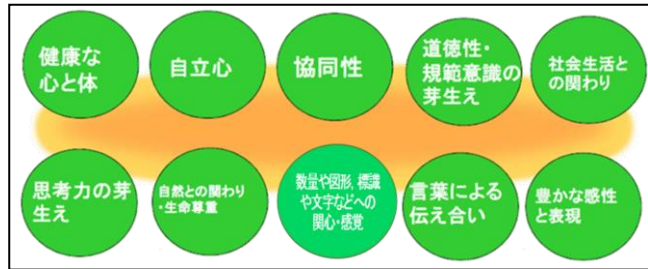 健康な
心と体
自立心
協同性
道徳性・
規範意識の
芽生え
社会生活と
の関わり
思考力の芽
生え
自然との関わり
・生命尊重
数量や図形、標識
や文字などへの
関心・感覚
言葉による
伝え合い
豊かな感性
と表現